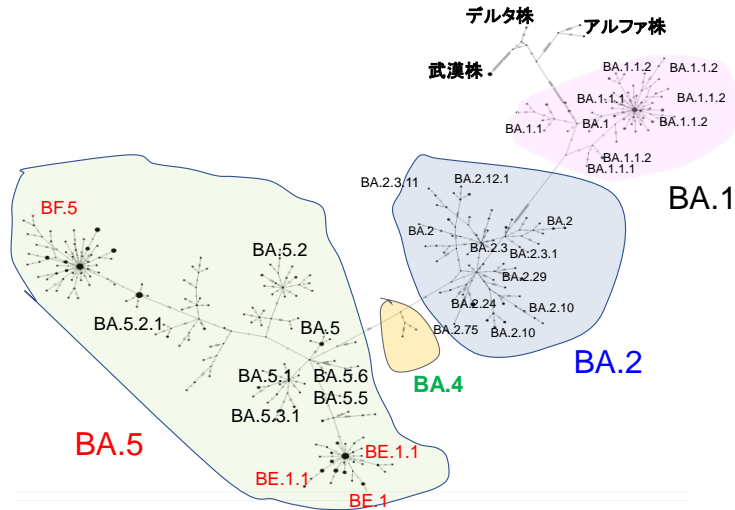 デルタ株
アルファ株
武漢株
BA.1.1.2
BA.1.1.2
BA.1.1.1
BA.1.1.2
BA.1.1
BA.1
BA.1.1.2
BA.1.1.2
BA.1.1.1
BA.1
BA.2.3.11
BA.2.12.1
BA.2
BA.2
BA.2.3
BA.2.3.1
BA.2.29
BA.2.24
BA.2.10
BA.2.75
BA.2.10
BA.2
BA.4
BF.5
BA.5.2
BA.5.2.1
BA.5
BA.5.1
BA.5.6
BA.5.5
BA.5.3.1
BA.5
BE.1.1
BE.1.1
BE.1